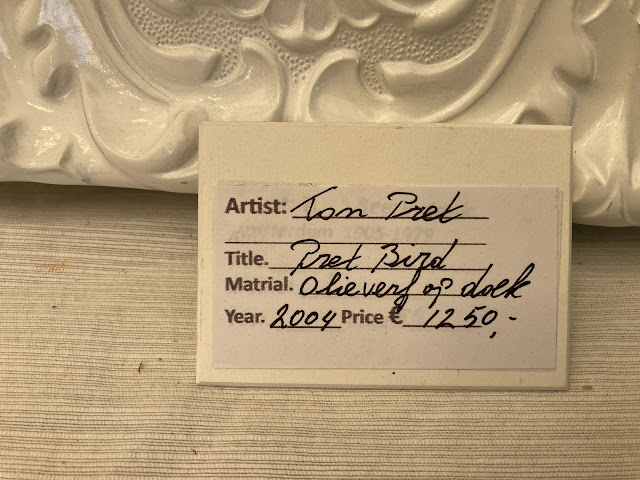 Artist: Ton Pret
Title. Pret Bird
Matrial. Olieverf op doek
Year. 2004 Price € 1250,-